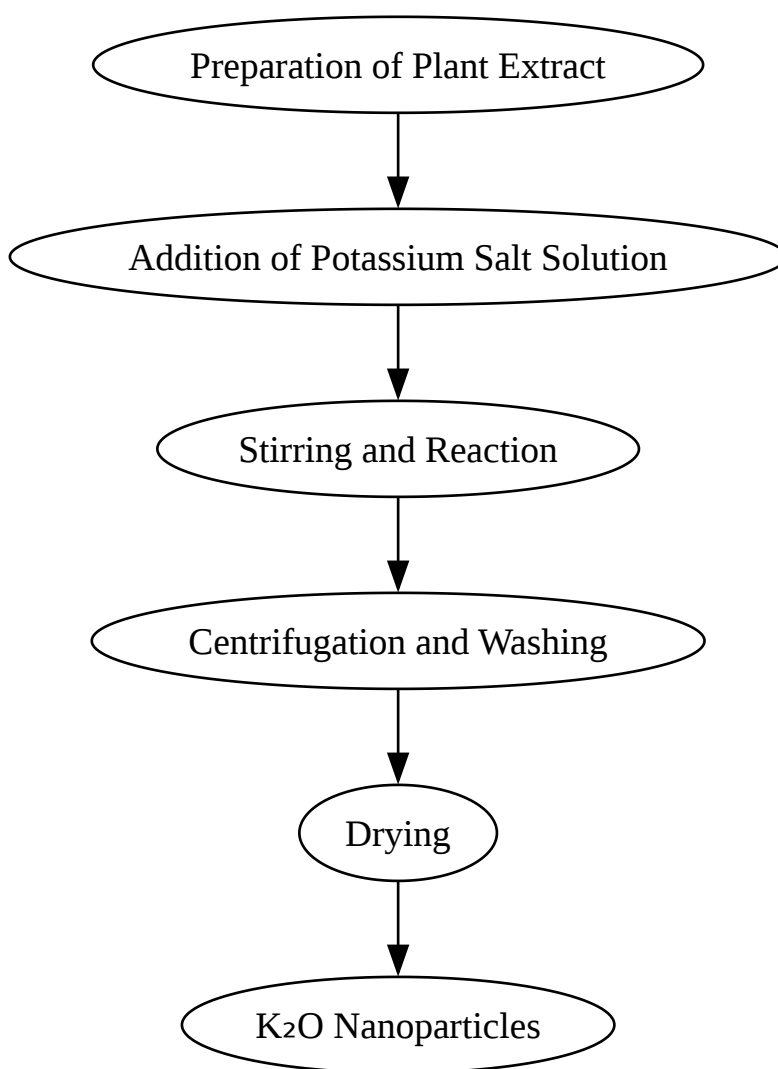 Preparation of Plant Extract
Addition of Potassium Salt Solution
Stirring and Reaction
Centrifugation and Washing
Drying
K₂O Nanoparticles